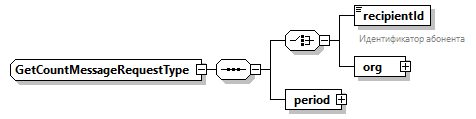 recipientId
Идентификатор абонента
GetCountMessageRequestType
org
period